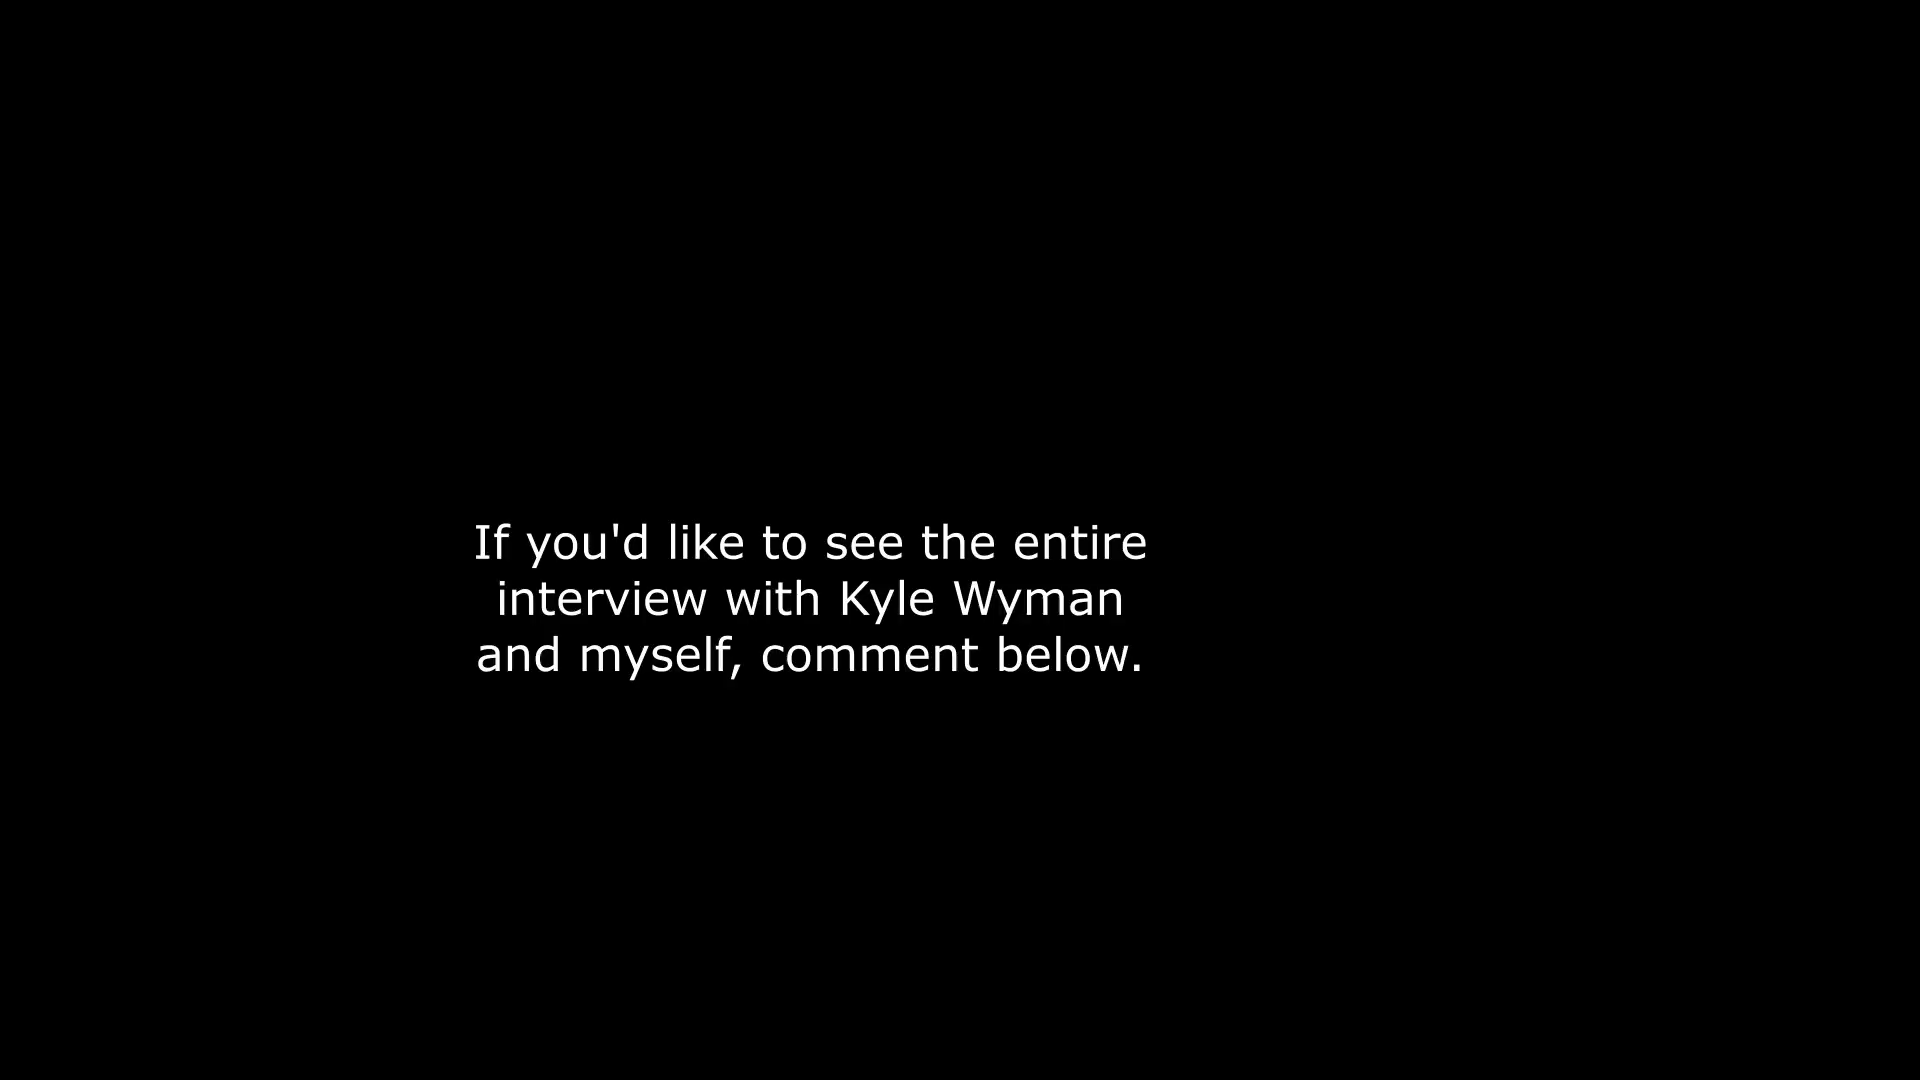 If you'd like to see the entire
interview with Kyle Wyman
and myself, comment below.